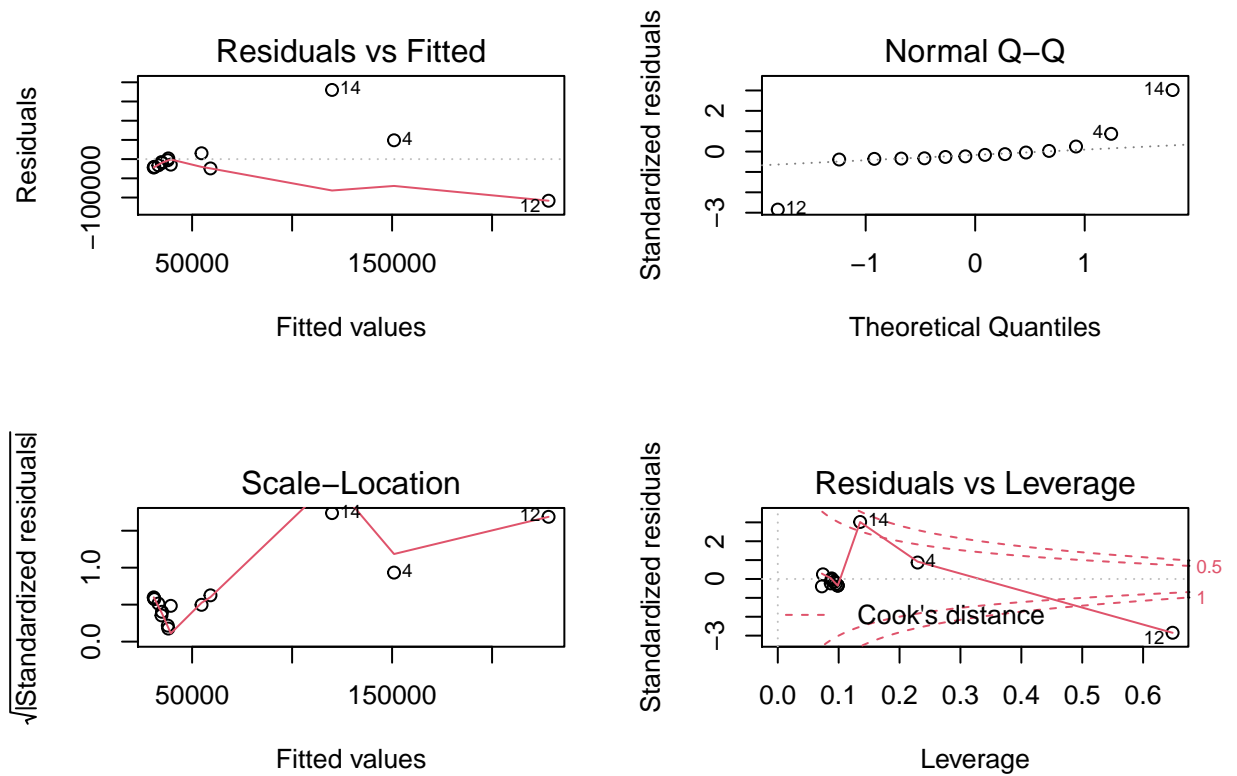 Residuals vs Fitted
Residuals
−100000
14
4
12
50000
150000
Fitted values
Normal Q−Q
Standardized residuals
2
0
−3
14
4
12
−1
0
1
Theoretical Quantiles
Scale−Location
√|Standardized residuals|
1.0
0.0
14
12
4
50000
150000
Fitted values
Residuals vs Leverage
Standardized residuals
2
0
−3
14
4
12
0.5
1
Cook's distance
0.0
0.1
0.2
0.3
0.4
0.5
0.6
Leverage